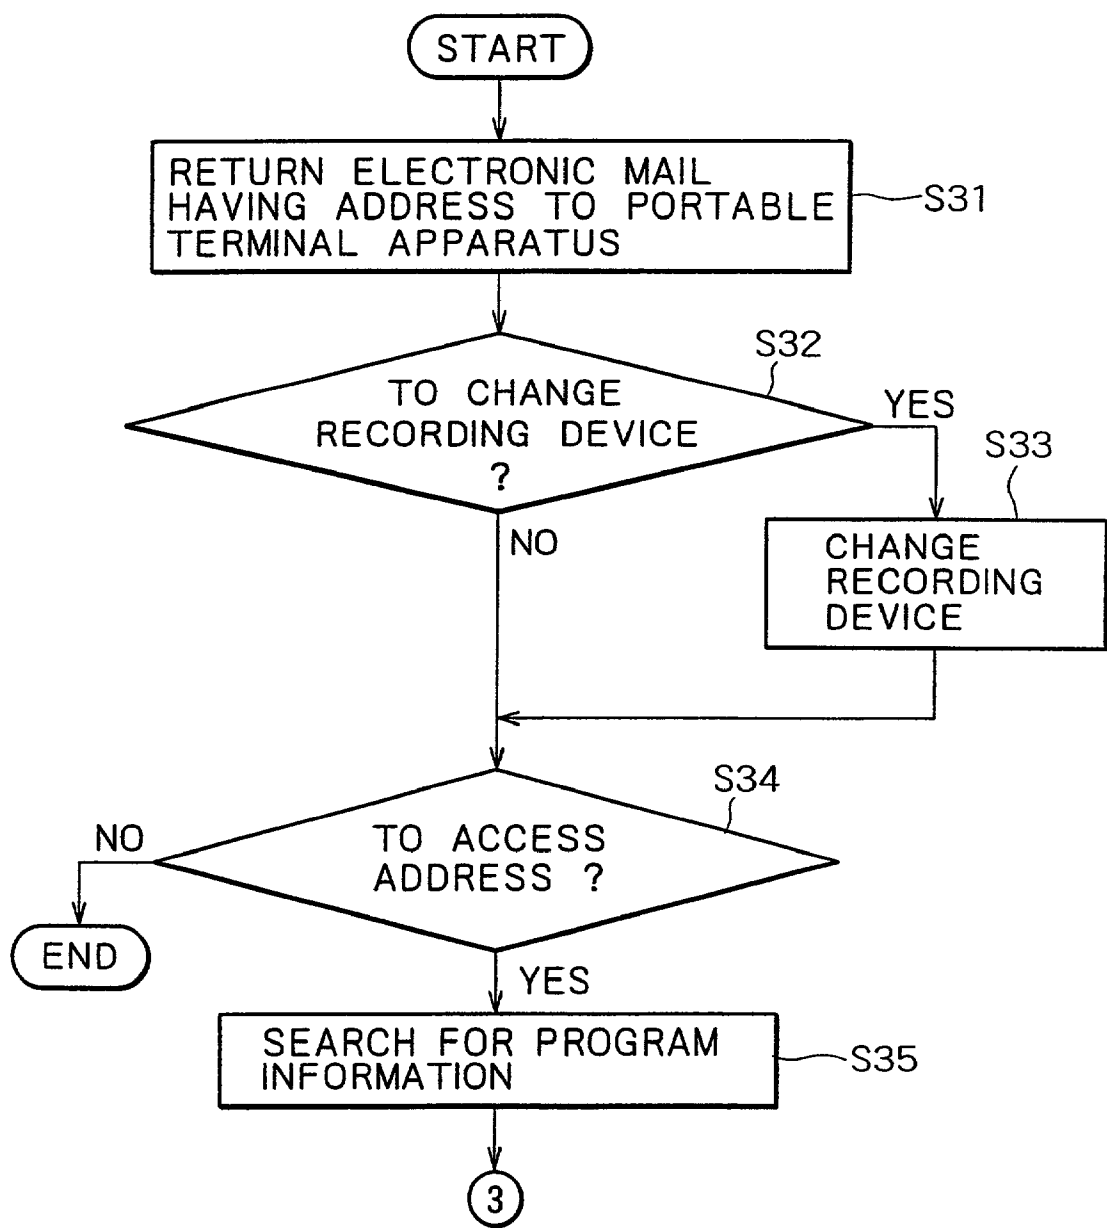 START
RETURN ELECTRONIC MAIL
HAVING ADDRESS TO PORTABLE
TERMINAL APPARATUS
S31
S32
TO CHANGE
RECORDING DEVICE
?
YES
NO
S33
CHANGE
RECORDING
DEVICE
S34
TO ACCESS
ADDRESS ?
NO
END
YES
SEARCH FOR PROGRAM
INFORMATION
S35
3